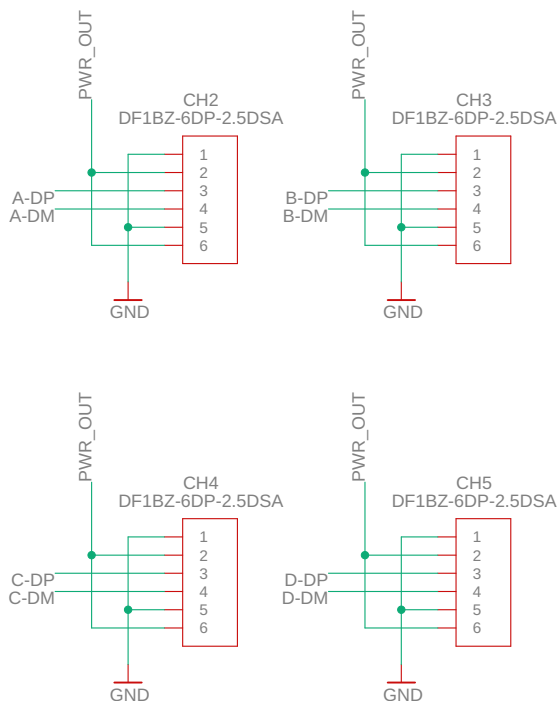 PWR_OUT
CH2
DF1BZ-6DP-2.5DSA
1
2
A-DP 3
A-DM 4
5
6
GND
PWR_OUT
CH3
DF1BZ-6DP-2.5DSA
1
2
B-DP 3
B-DM 4
5
6
GND
PWR_OUT
CH4
DF1BZ-6DP-2.5DSA
1
2
C-DP 3
C-DM 4
5
6
GND
PWR_OUT
CH5
DF1BZ-6DP-2.5DSA
1
2
D-DP 3
D-DM 4
5
6
GND